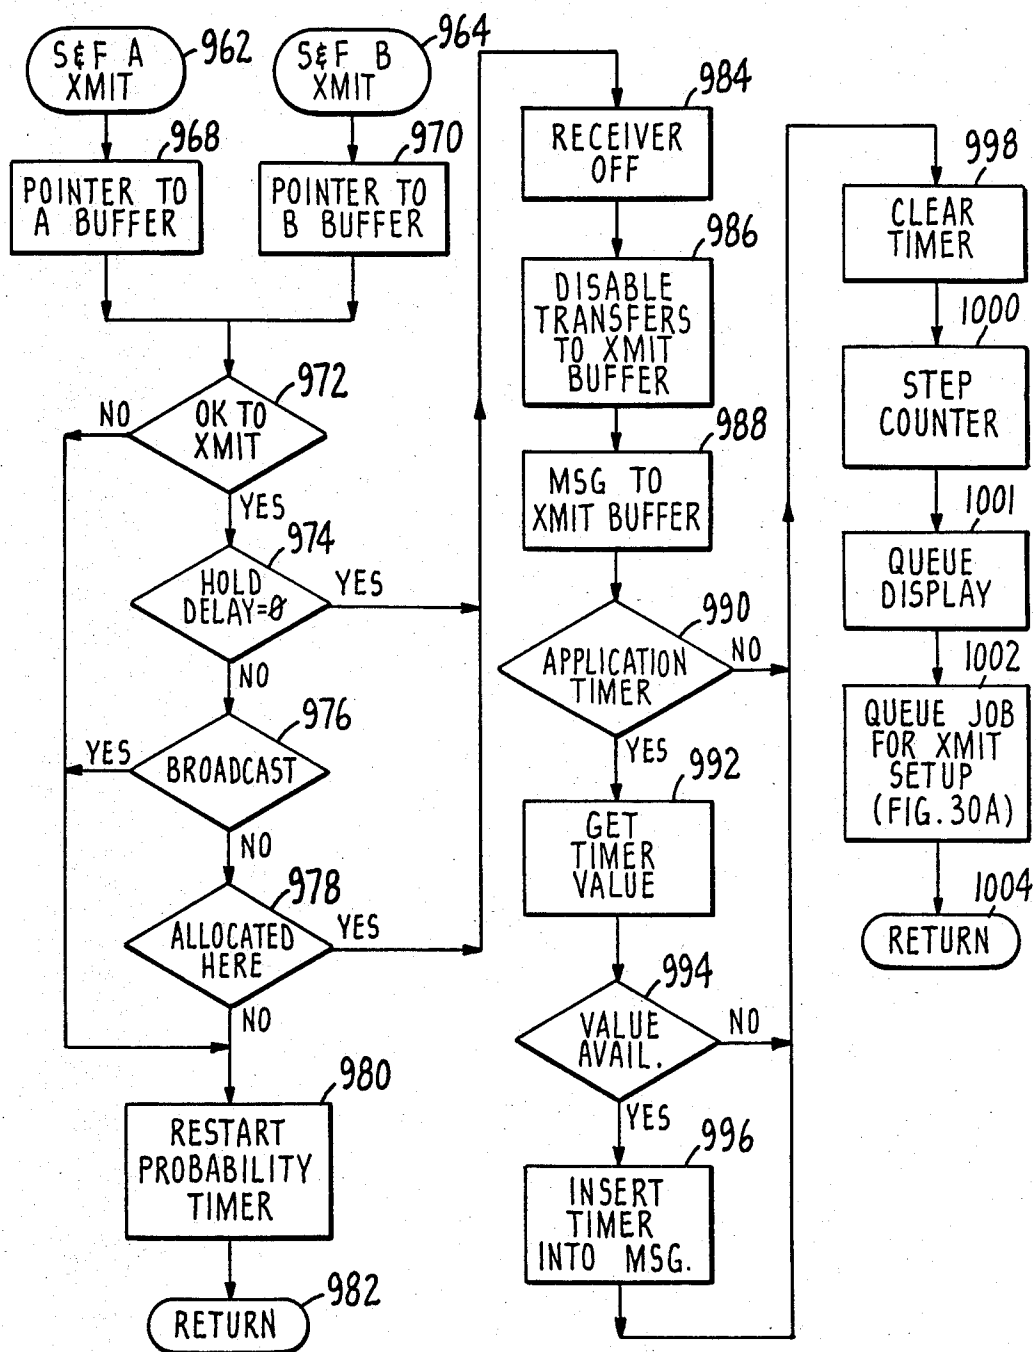 S&F A
XMIT
962
S&F B
XMIT
964
968
POINTER TO
A BUFFER
970
POINTER TO
B BUFFER
972
OK TO
XMIT
NO
YES
974
HOLD
DELAY=0
YES
NO
976
BROADCAST
YES
NO
978
ALLOCATED
HERE
YES
NO
980
RESTART
PROBABILITY
TIMER
982
RETURN
984
RECEIVER
OFF
986
DISABLE
TRANSFERS
TO XMIT
BUFFER
988
MSG TO
XMIT BUFFER
990
APPLICATION
TIMER
NO
YES
992
GET
TIMER
VALUE
994
VALUE
AVAIL.
NO
YES
996
INSERT
TIMER
INTO MSG.
998
CLEAR
TIMER
1000
STEP
COUNTER
1001
QUEUE
DISPLAY
1002
QUEUE JOB
FOR XMIT
SETUP
(FIG. 30A)
1004
RETURN